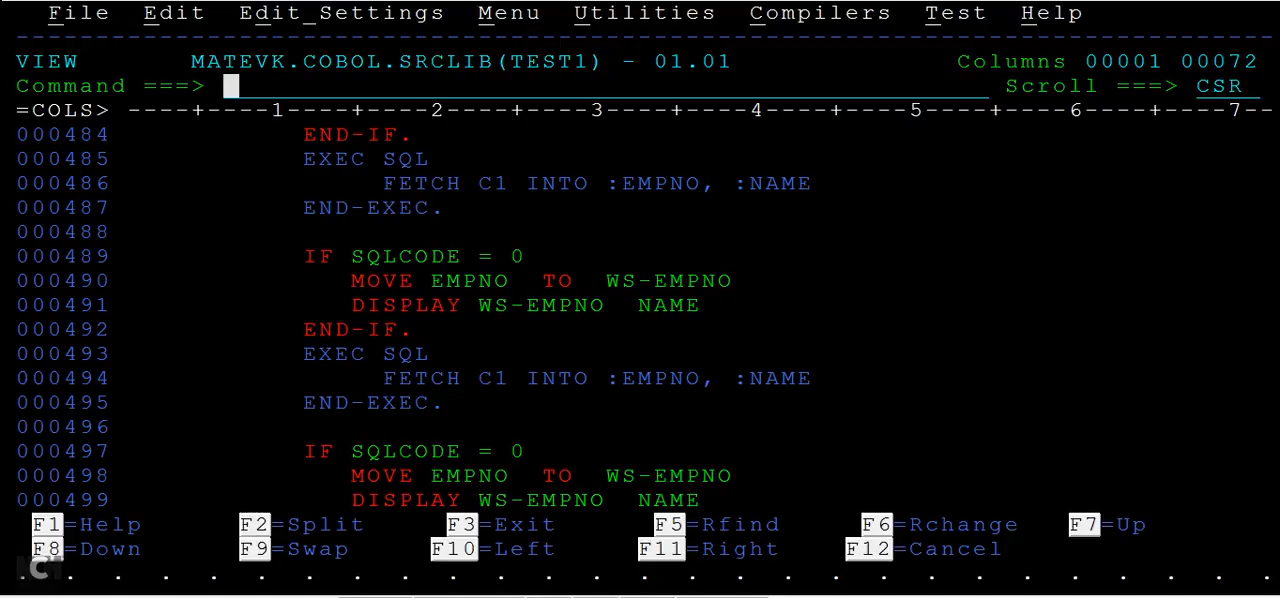 File  Edit  Edit_Settings  Menu  Utilities  Compilers  Test  Help
VIEW       MATEVK.COBOL.SRCLIB(TEST1) - 01.01              Columns 00001 00072
Command ===>                                                  Scroll ===> CSR
=COLS> ----+----1----+----2----+----3----+----4----+----5----+----6----+----7--
000484            END-IF.
000485            EXEC SQL
000486                 FETCH C1 INTO :EMPNO, :NAME
000487            END-EXEC.
000488
000489            IF SQLCODE = 0
000490               MOVE EMPNO  TO  WS-EMPNO
000491               DISPLAY WS-EMPNO  NAME
000492            END-IF.
000493            EXEC SQL
000494                 FETCH C1 INTO :EMPNO, :NAME
000495            END-EXEC.
000496
000497            IF SQLCODE = 0
000498               MOVE EMPNO  TO  WS-EMPNO
000499               DISPLAY WS-EMPNO  NAME
F1=Help      F2=Split     F3=Exit      F5=Rfind     F6=Rchange   F7=Up
F8=Down      F9=Swap     F10=Left     F11=Right    F12=Cancel